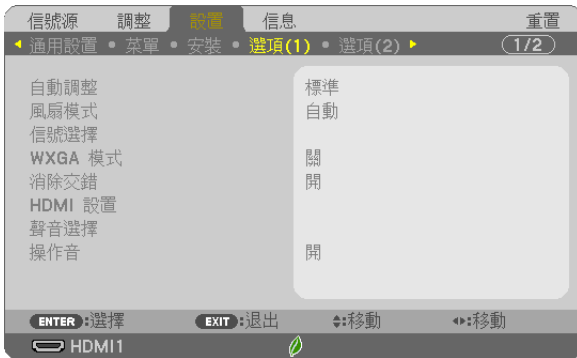 信號源 調整 設置 信息 重置
通用設置 • 菜單 • 安裝 • 選項(1) • 選項(2) 1/2
自動調整 標準
風扇模式 自動
信號選擇
WXGA 模式 關
消除交錯 開
HDMI 設置
聲音選擇
操作音 開
ENTER :選擇 EXIT :退出 :移動 :移動
HDMI1